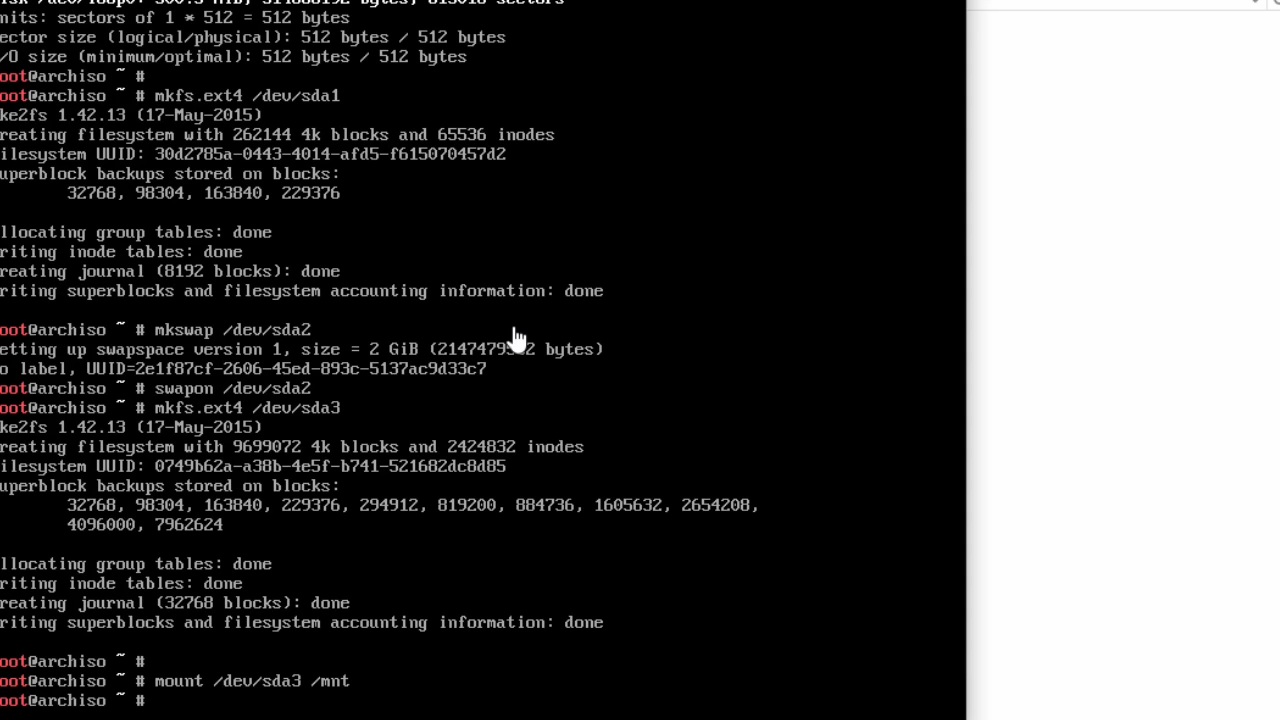 nits: sectors of 1 * 512 = 512 bytes
ector size (logical/physical): 512 bytes / 512 bytes
/O size (minimum/optimal): 512 bytes / 512 bytes
oot@archiso ~ #
oot@archiso ~ # mkfs.ext4 /dev/sda1
ke2fs 1.42.13 (17-May-2015)
reating filesystem with 262144 4k blocks and 65536 inodes
ilesystem UUID: 30d2785a-0443-4014-afd5-f615070457d2
uperblock backups stored on blocks:
32768, 98304, 163840, 229376
llocating group tables: done
riting inode tables: done
reating journal (8192 blocks): done
riting superblocks and filesystem accounting information: done
oot@archiso ~ # mkswap /dev/sda2
etting up swapspace version 1, size = 2 GiB bytes)
o label, UUID=2e1f87cf-2606-45ed-893c-5137ac9d33c7
oot@archiso ~ # swapon /dev/sda2
oot@archiso ~ # mkfs.ext4 /dev/sda3
ke2fs 1.42.13 (17-May-2015)
reating filesystem with 9699072 4k blocks and 2424832 inodes
ilesystem UUID: 0749b62a-a38b-4e5f-b741-521682dc8d85
uperblock backups stored on blocks:
32768, 98304, 163840, 229376, 294912, 819200, 884736, 1605632, 2654208,
4096000, 7962624
llocating group tables: done
riting inode tables: done
reating journal (32768 blocks): done
riting superblocks and filesystem accounting information: done
oot@archiso ~ #
oot@archiso ~ # mount /dev/sda3 /mnt
oot@archiso ~ #